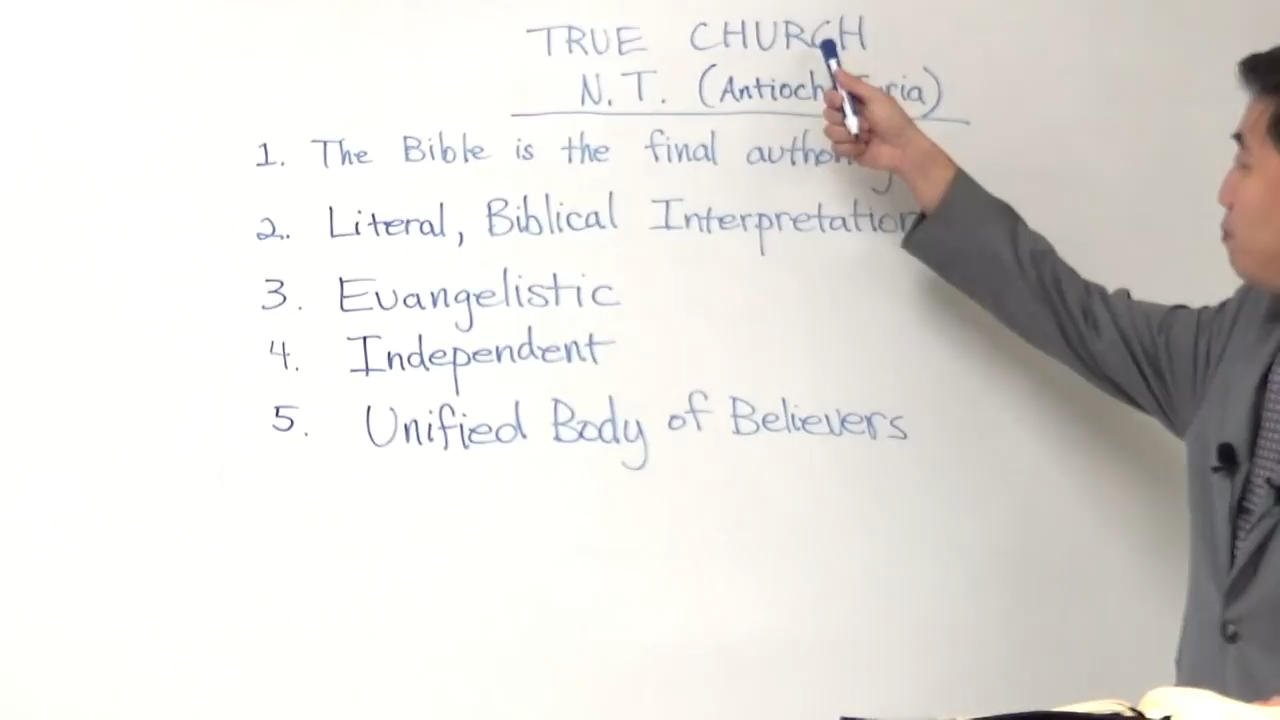 TRUE CHURCH
N.T. (Antioch
1. The Bible is the final
2. Literal, Biblical Interpretation
3. Evangelistic
4. Independent
5. Unified Body of Believers